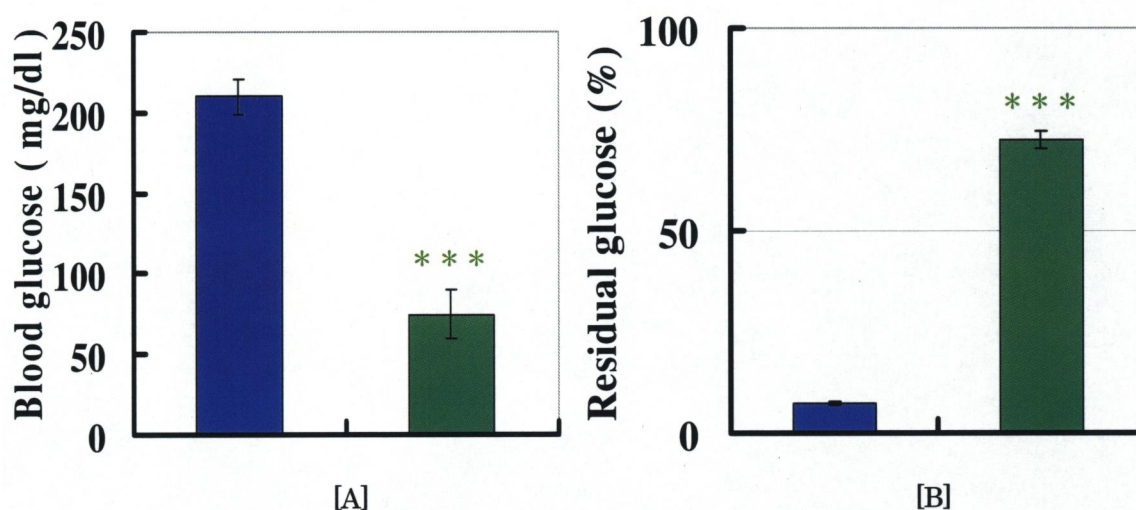 Blood glucose ( mg/dl)
250
200
150
100
50
0
***
[A]
Residual glucose (%)
100
50
0
***
[B]